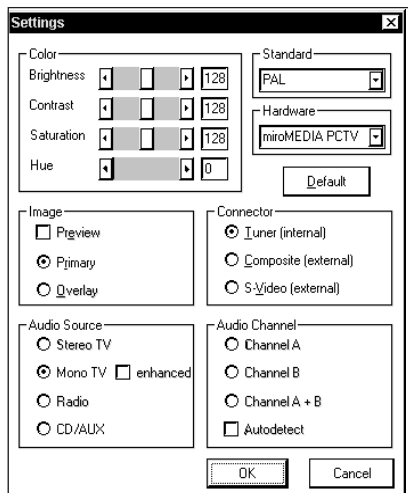 Settings
Color
Brightness 128
Contrast 128
Saturation 128
Hue 0
Standard
PAL
Hardware
miroMEDIA PCTV
Default
Image
Preview
Primary
Overlay
Connector
Tuner (internal)
Composite (external)
S-Video (external)
Audio Source
Stereo TV
Mono TV enhanced
Radio
CD/AUX
Audio Channel
Channel A
Channel B
Channel A + B
Autodetect
OK Cancel